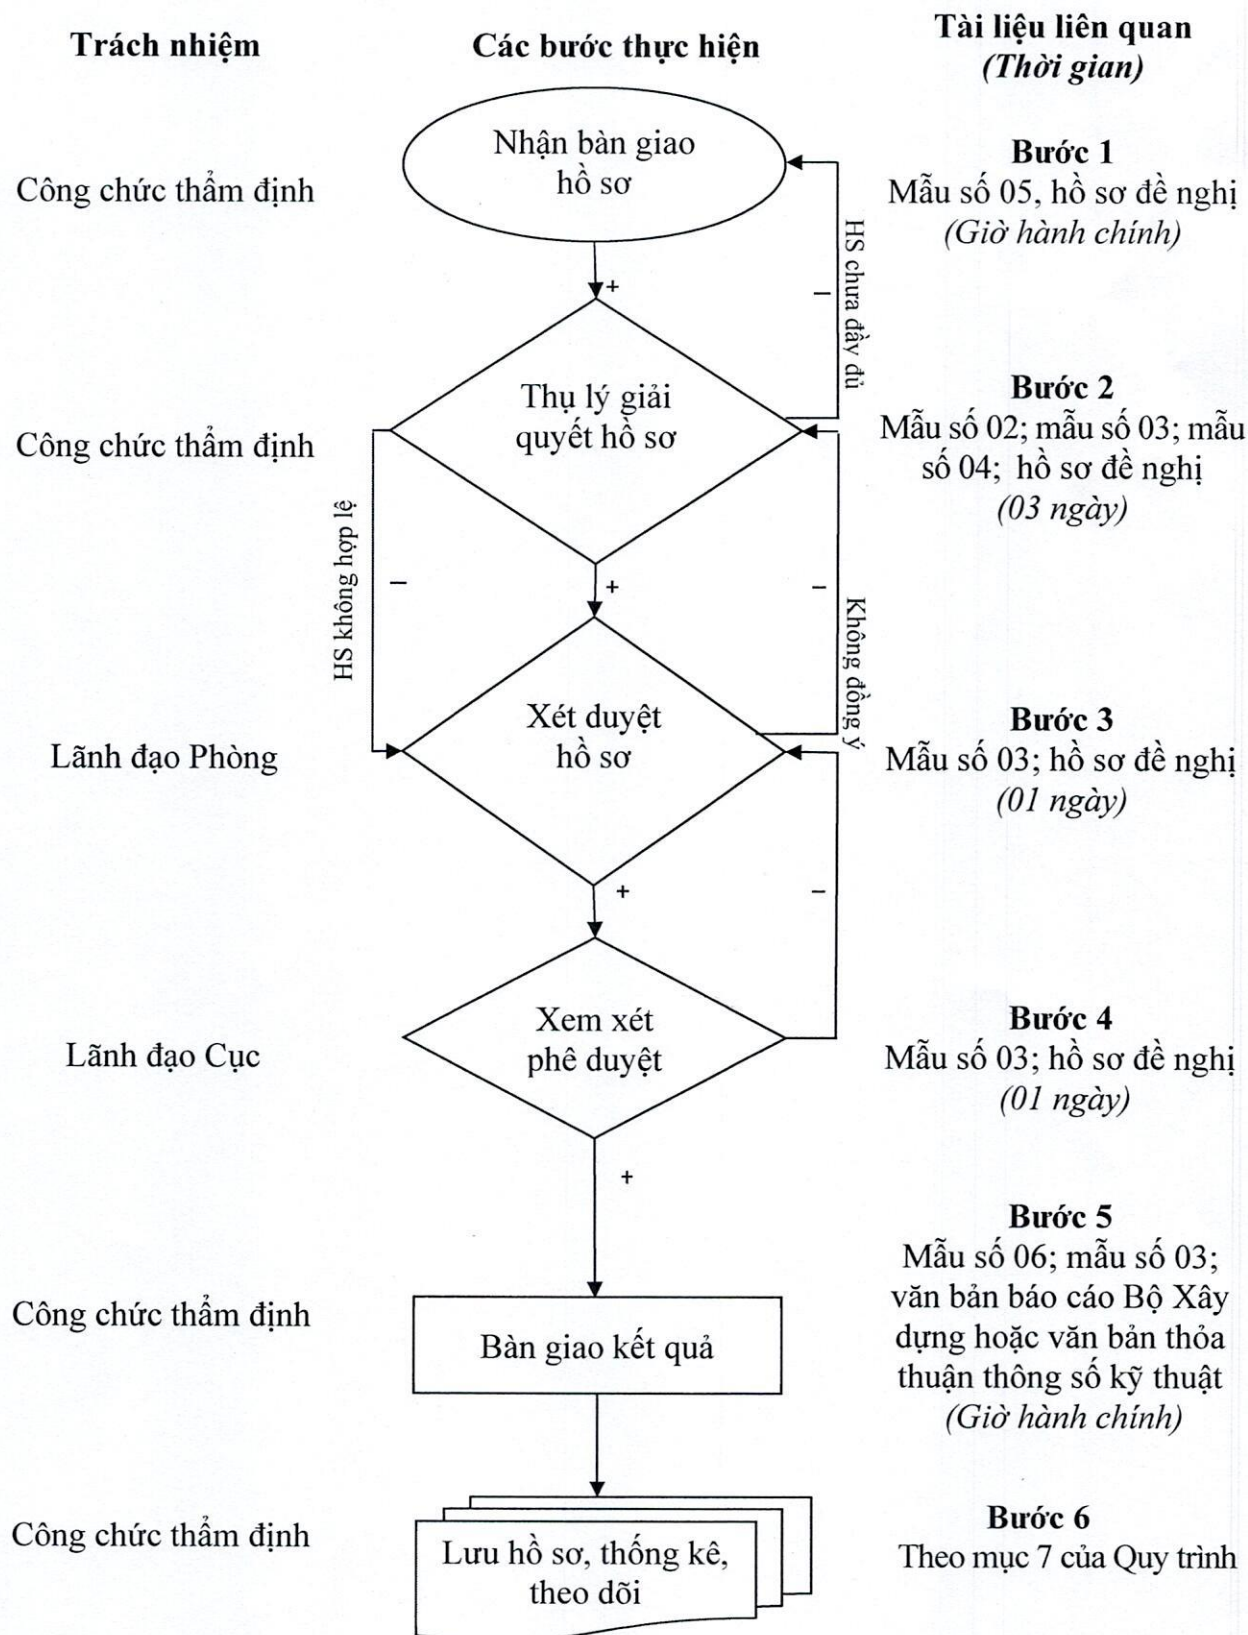 Trách nhiệm
Các bước thực hiện
Tài liệu liên quan
(Thời gian)
Công chức thẩm định
Nhận bàn giao
hồ sơ
Bước 1
Mẫu số 05, hồ sơ đề nghị
(Giờ hành chính)
+
–
HS chưa đầy đủ
Công chức thẩm định
Thụ lý giải
quyết hồ sơ
Bước 2
Mẫu số 02; mẫu số 03; mẫu
số 04; hồ sơ đề nghị
(03 ngày)
HS không hợp lệ
–
+
–
Không đồng ý
Lãnh đạo Phòng
Xét duyệt
hồ sơ
Bước 3
Mẫu số 03; hồ sơ đề nghị
(01 ngày)
+
–
Lãnh đạo Cục
Xem xét
phê duyệt
Bước 4
Mẫu số 03; hồ sơ đề nghị
(01 ngày)
+
Công chức thẩm định
Bàn giao kết quả
Bước 5
Mẫu số 06; mẫu số 03;
văn bản báo cáo Bộ Xây
dựng hoặc văn bản thỏa
thuận thông số kỹ thuật
(Giờ hành chính)
Công chức thẩm định
Lưu hồ sơ, thống kê,
theo dõi
Bước 6
Theo mục 7 của Quy trình